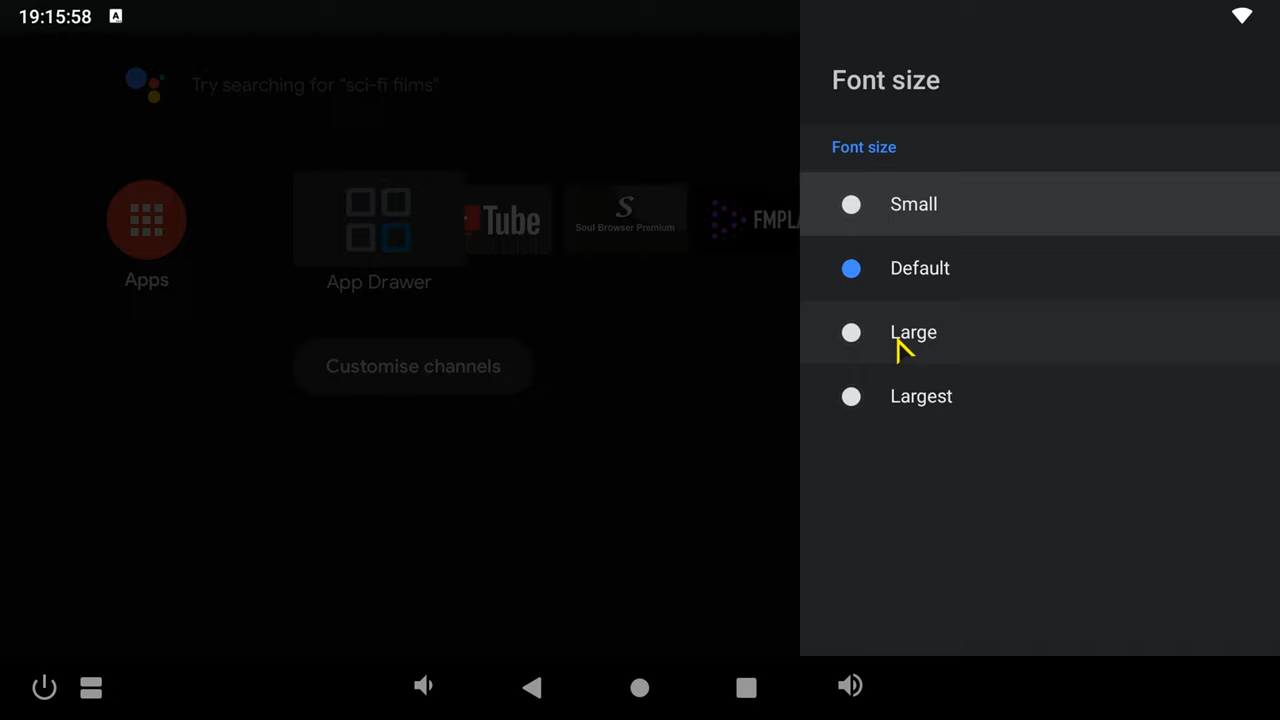 19:15:58 A
Font size
Try searching for "sci-fi films"
Font size
Small
Tube
S
Soul Browser Premium
FMPLA
Default
Apps
App Drawer
Large
Customise channels
Largest